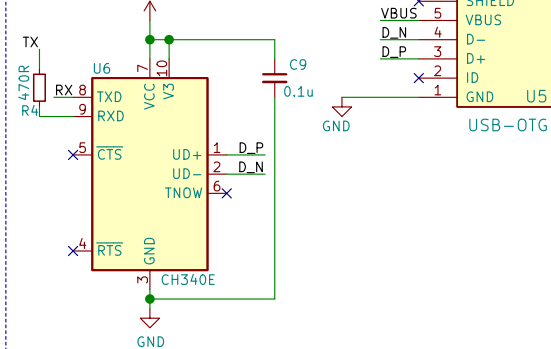 SHIELD
VBUS 5 VBUS
D_N 4 D-
D_P 3 D+
2 ID
1 GND
U5
USB-OTG
GND
TX
470R
R4
U6
7 10
VCC V3
C9
0.1u
RX 8 TXD
9 RXD
5 CTS
UD+ 1 D_P
UD- 2 D_N
TNOW 6
4 RTS
GND
3
CH340E
GND